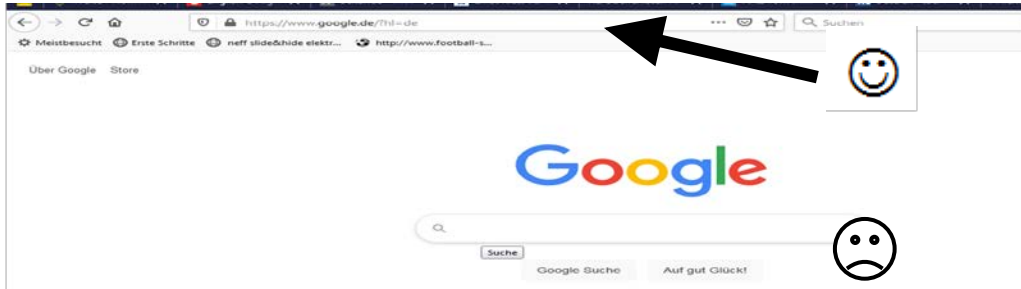 https://www.google.de/?hl=de
Suchen
Meistbesucht Erste Schritte neff slide&hide elektr... http://www.football-s...
Über Google Store
Google
Suche
Google Suche Auf gut Glück!